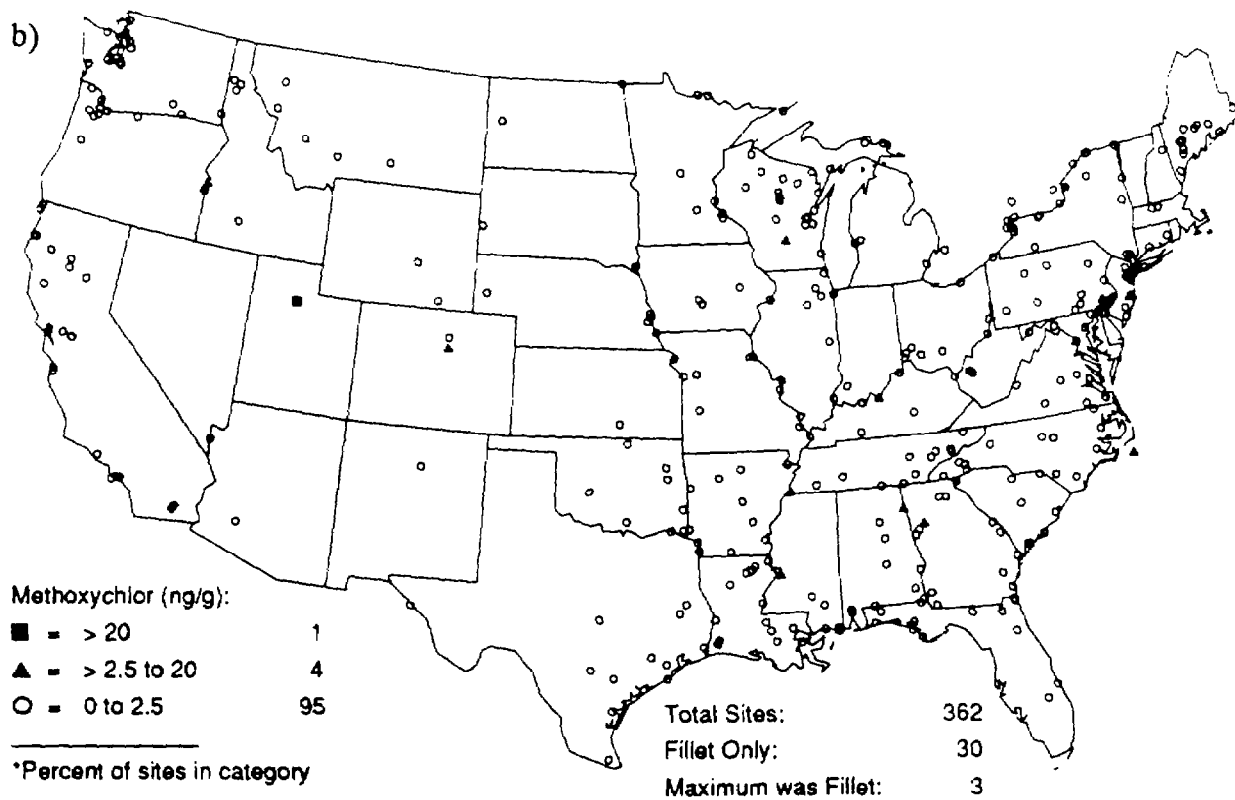 b)
Methoxychlor (ng/g):
■ = > 20 1
▲ = > 2.5 to 20 4
○ = 0 to 2.5 95
*Percent of sites in category
Total Sites: 362
Fillet Only: 30
Maximum was Fillet: 3